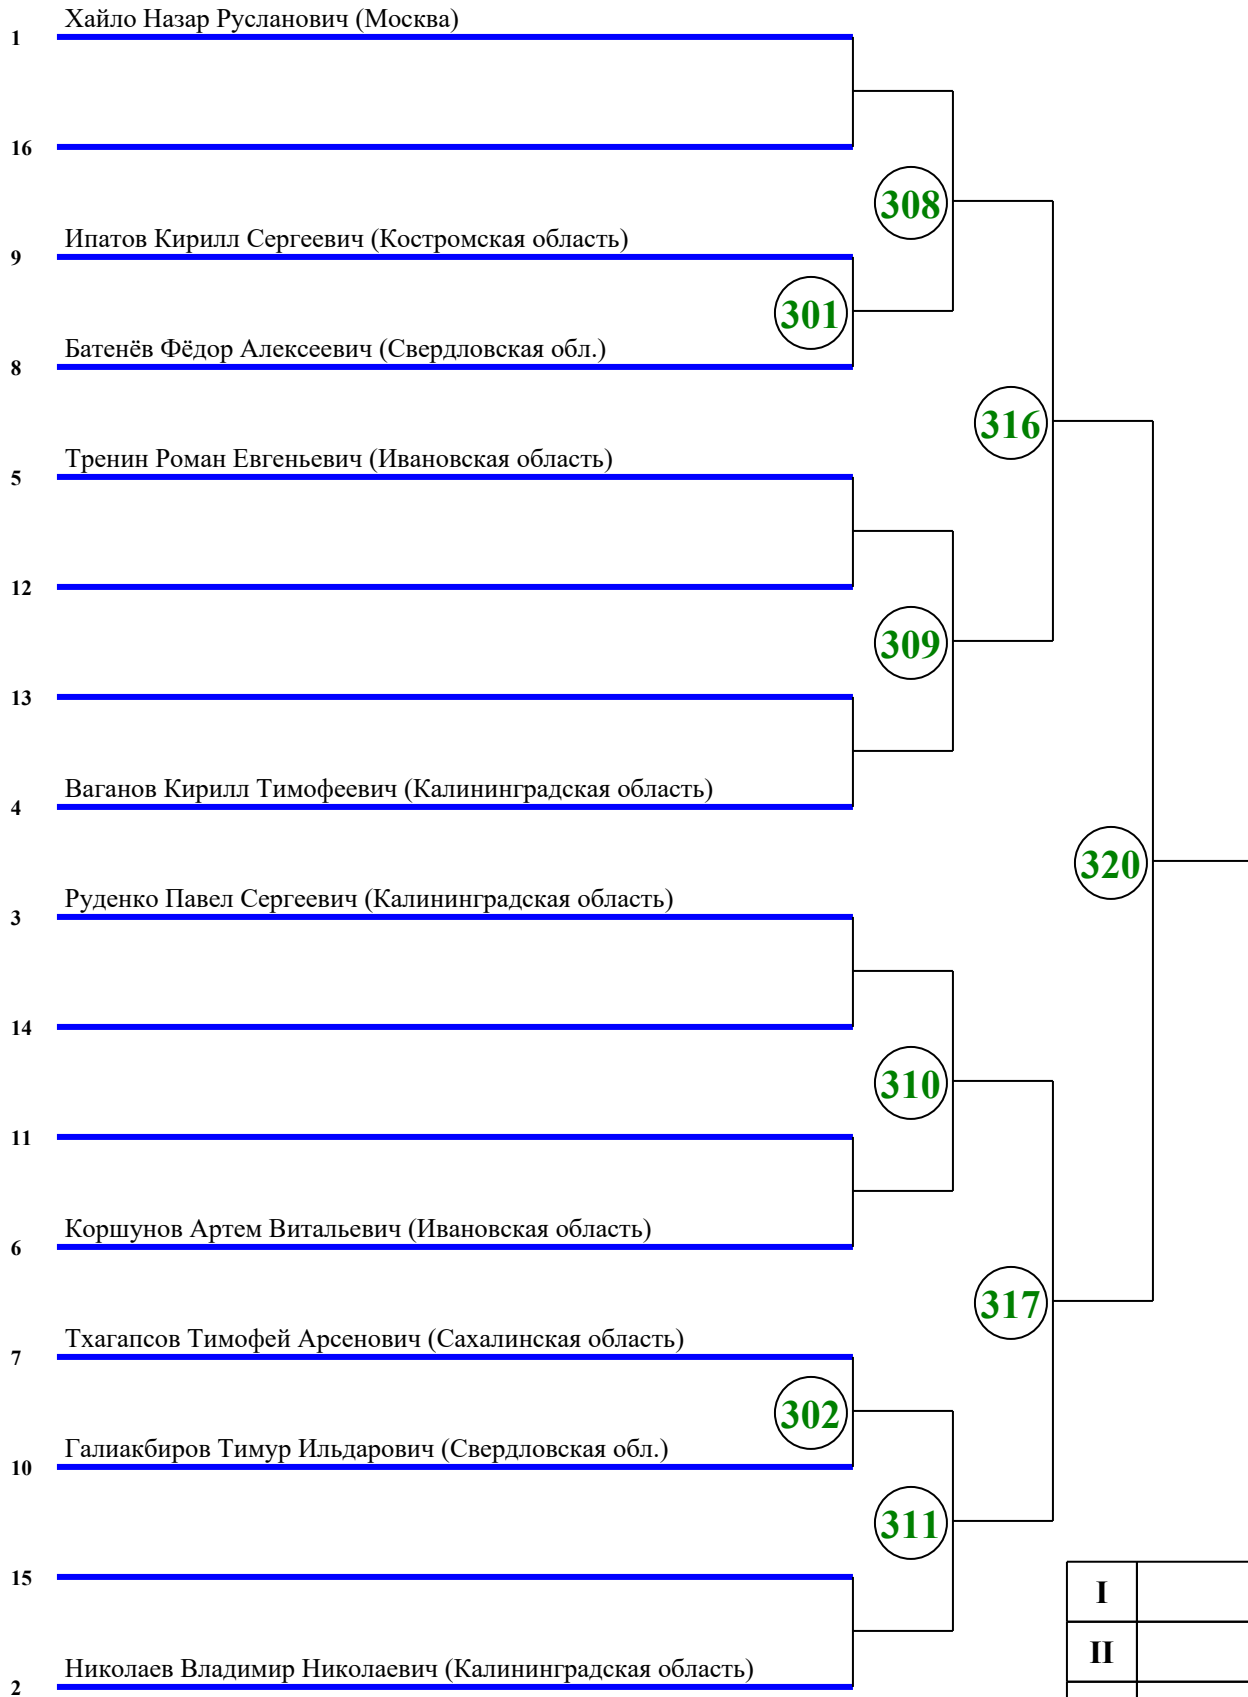 Хайло Назар Русланович (Москва)
1
16
308
Ипатов Кирилл Сергеевич (Костромская область)
9
301
Батенёв Фёдор Алексеевич (Свердловская обл.)
8
316
Тренин Роман Евгеньевич (Ивановская область)
5
12
309
13
Ваганов Кирилл Тимофеевич (Калининградская область)
4
320
Руденко Павел Сергеевич (Калининградская область)
3
14
310
11
Коршунов Артем Витальевич (Ивановская область)
6
317
Тхагапсов Тимофей Арсенович (Сахалинская область)
7
302
Галиакбиров Тимур Ильдарович (Свердловская обл.)
10
311
15
I
II
Николаев Владимир Николаевич (Калининградская область)
2